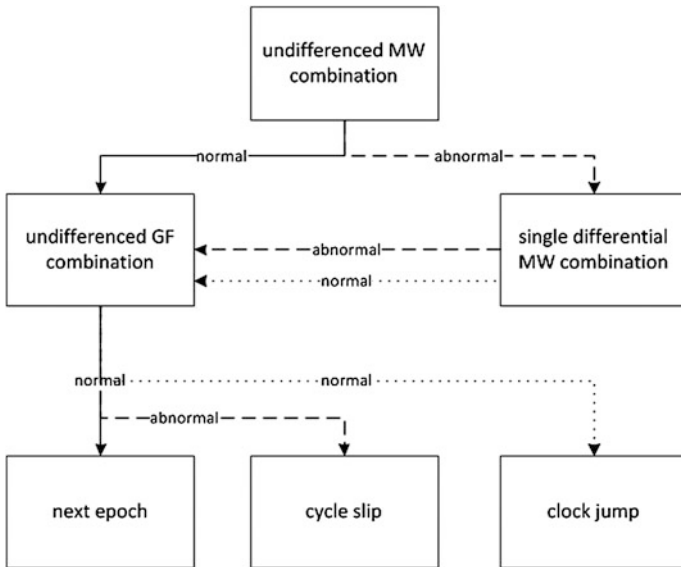 undifferenced MW
combination
normal
abnormal
undifferenced GF
combination
abnormal
normal
single differential
MW combination
normal
normal
abnormal
next epoch
cycle slip
clock jump